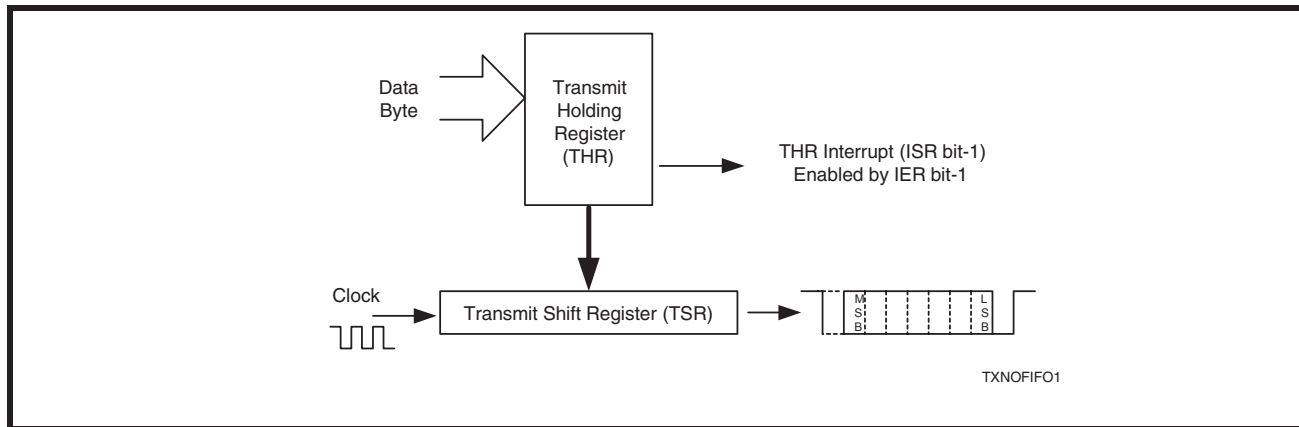 Data
Byte
Transmit
Holding
Register
(THR)
THR Interrupt (ISR bit-1)
Enabled by IER bit-1
Clock
Transmit Shift Register (TSR)
M
S
B
L
S
B
TXNOFIFO1